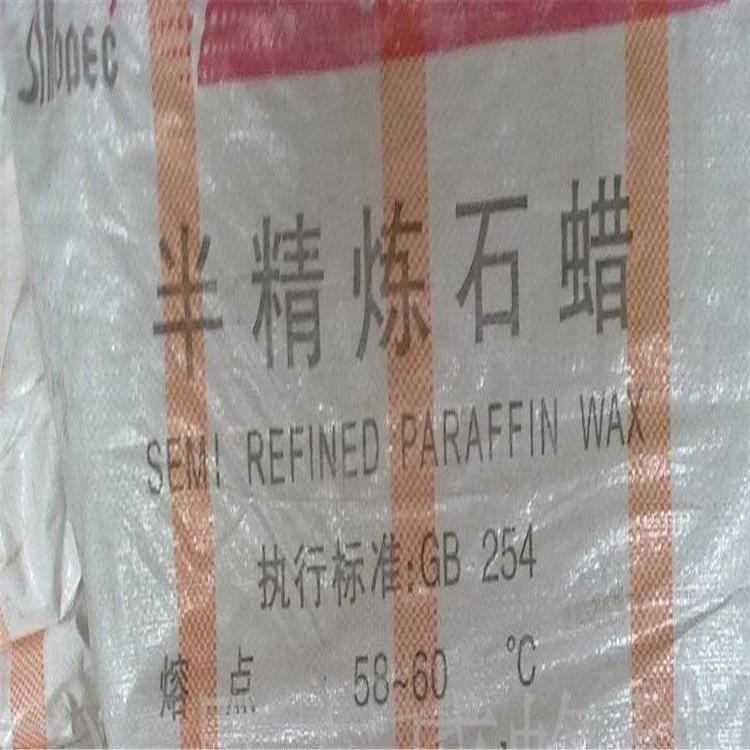 SINOPEC
半精炼石蜡
SEMI REFINED PARAFFIN WAX
执行标准:GB 254
熔点 58~60 ℃